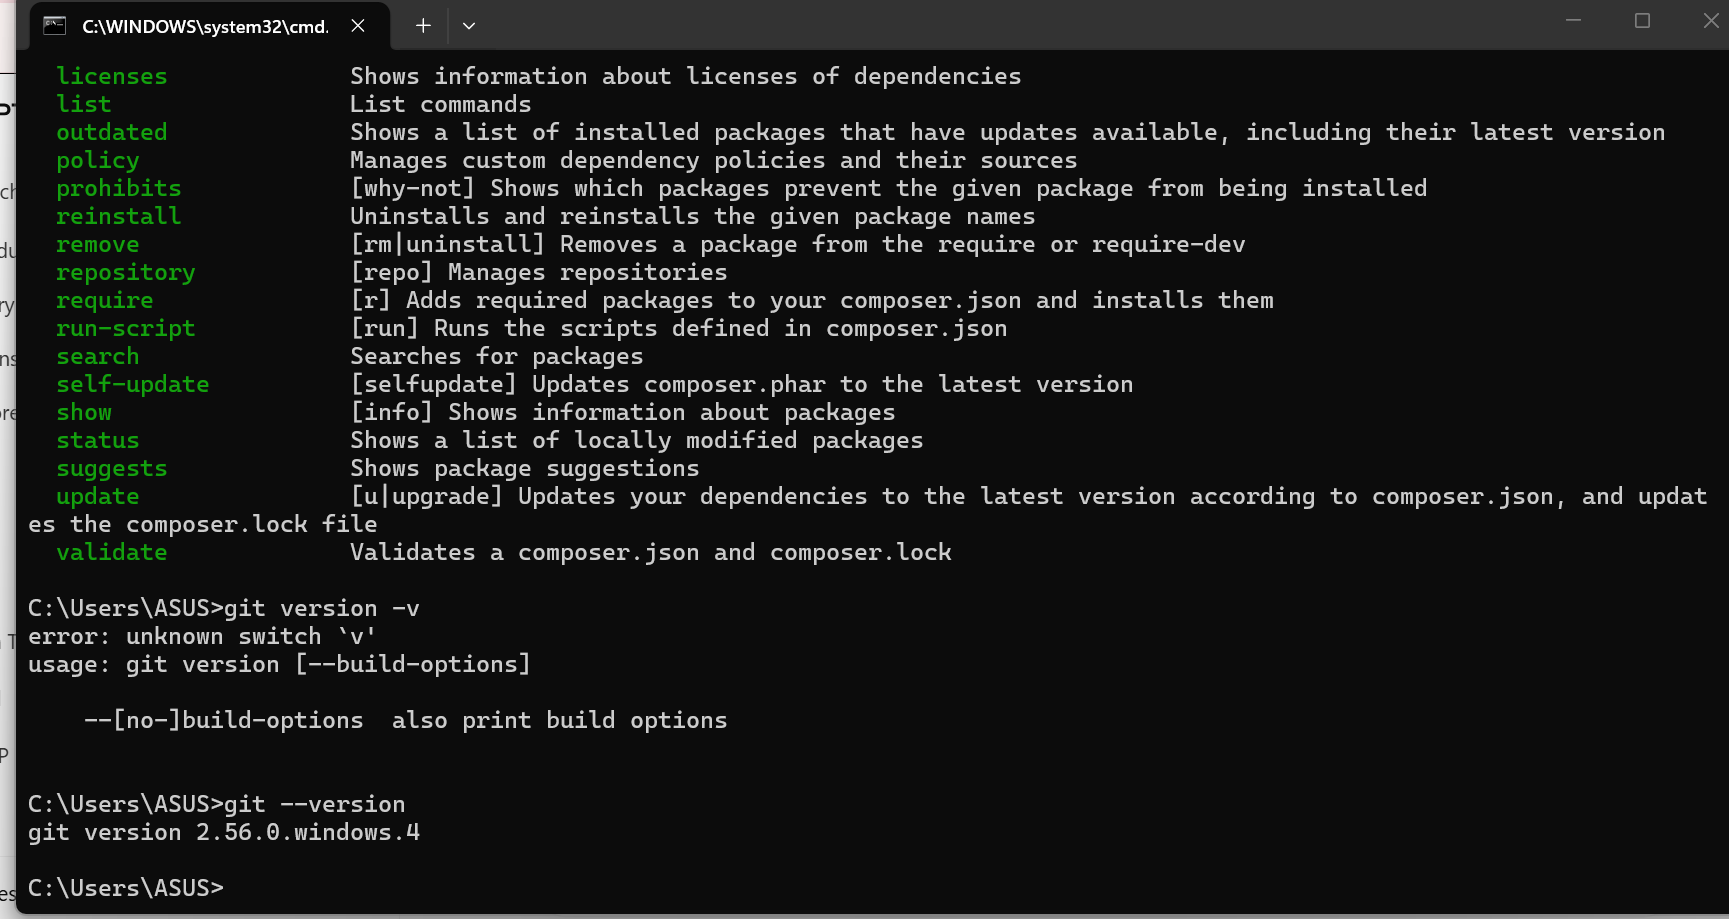 C:\WINDOWS\system32\cmd.
licenses Shows information about licenses of dependencies
list List commands
outdated Shows a list of installed packages that have updates available, including their latest version
policy Manages custom dependency policies and their sources
prohibits [why-not] Shows which packages prevent the given package from being installed
reinstall Uninstalls and reinstalls the given package names
remove [rm|uninstall] Removes a package from the require or require-dev
repository [repo] Manages repositories
require [r] Adds required packages to your composer.json and installs them
run-script [run] Runs the scripts defined in composer.json
search Searches for packages
self-update [selfupdate] Updates composer.phar to the latest version
show [info] Shows information about packages
status Shows a list of locally modified packages
suggests Shows package suggestions
update [u|upgrade] Updates your dependencies to the latest version according to composer.json, and updat
es the composer.lock file
validate Validates a composer.json and composer.lock
C:\Users\ASUS>git version -v
error: unknown switch `v'
usage: git version [--build-options]
--[no-]build-options also print build options
C:\Users\ASUS>git --version
git version 2.56.0.windows.4
C:\Users\ASUS>